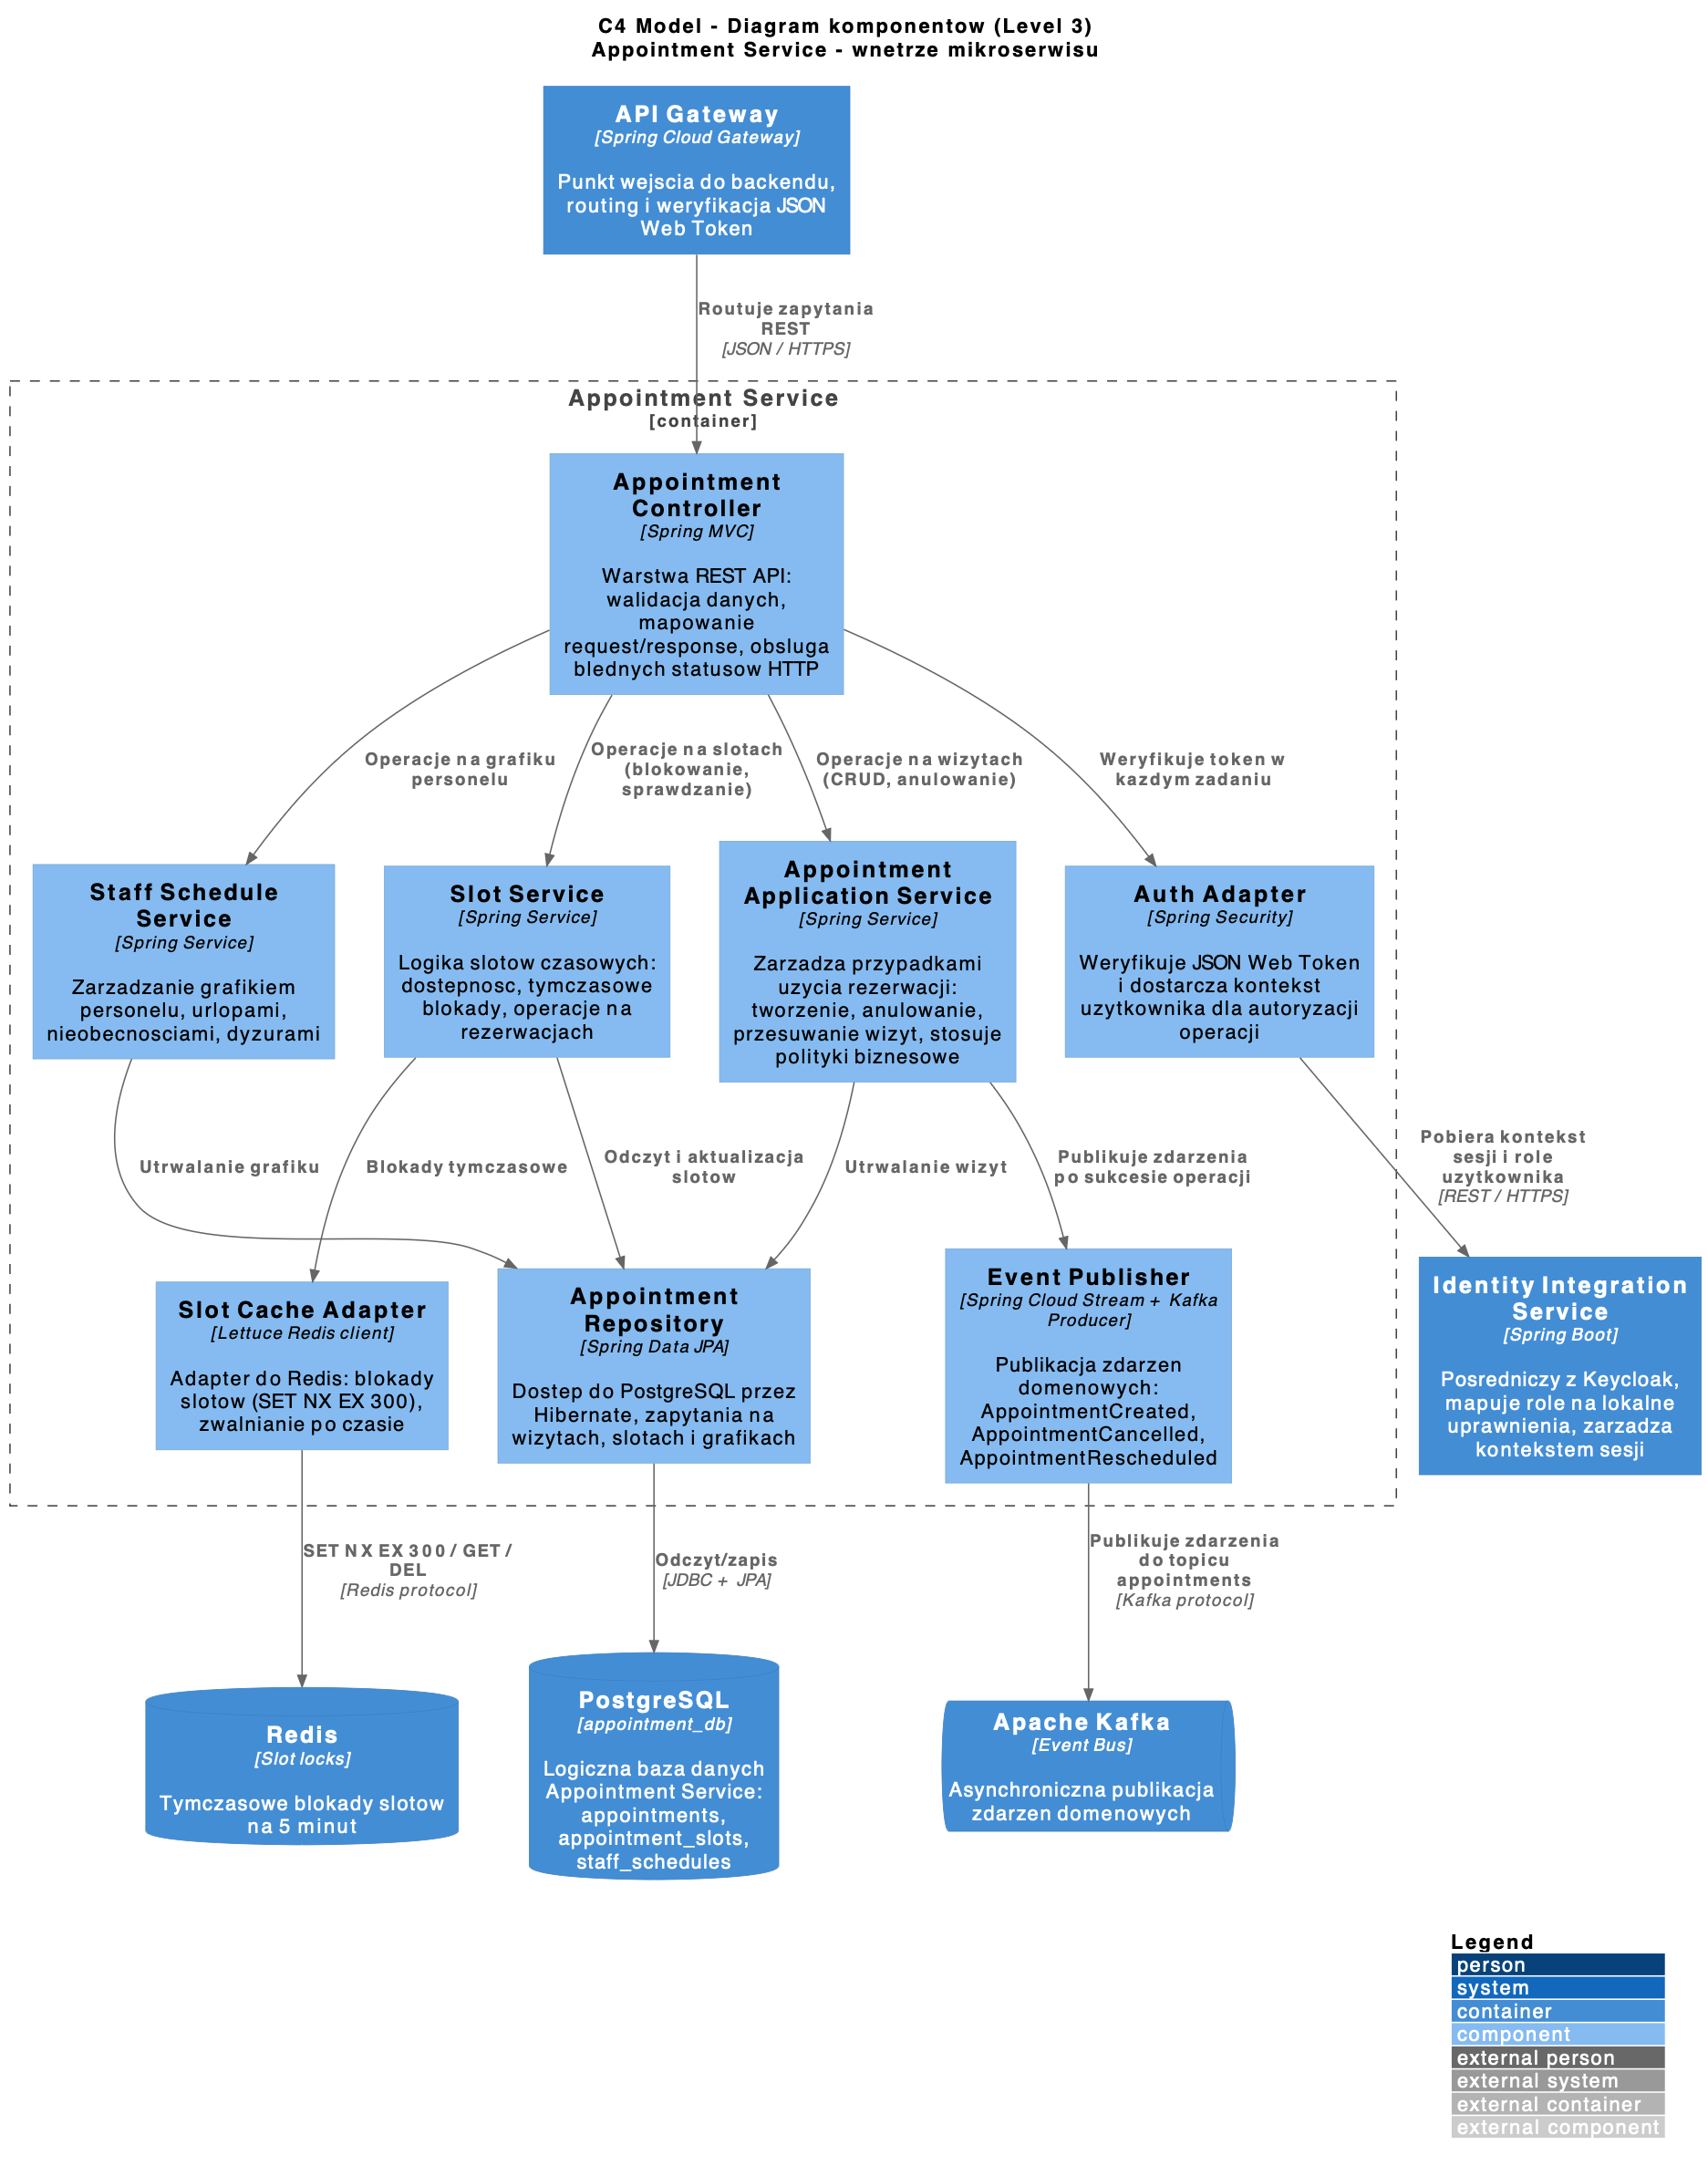 C4 Model - Diagram komponentow (Level 3)
Appointment Service - wnetrze mikroserwisu
API Gateway
[Spring Cloud Gateway]
Punkt wejscia do backendu,
routing i weryfikacja JSON
Web Token
Routuje zapytania
REST
[JSON / HTTPS]
Appointment Service
[container]
Appointment
Controller
[Spring MVC]
Warstwa REST API:
walidacja danych,
mapowanie
request/response, obsluga
blednych statusow HTTP
Operacje na grafiku
personelu
Operacje na slotach
(blokowanie,
sprawdzanie)
Operacje na wizytach
(CRUD, anulowanie)
Weryfikuje token w
kazdym zadaniu
Staff Schedule
Service
[Spring Service]
Zarzadzanie grafikiem
personelu, urlopami,
nieobecnosciami, dyzurami
Slot Service
[Spring Service]
Logika slotow czasowych:
dostepnosc, tymczasowe
blokady, operacje na
rezerwacjach
Appointment
Application Service
[Spring Service]
Zarzadza przypadkami
uzycia rezerwacji:
tworzenie, anulowanie,
przesuwanie wizyt, stosuje
polityki biznesowe
Auth Adapter
[Spring Security]
Weryfikuje JSON Web Token
i dostarcza kontekst
uzytkownika dla autoryzacji
operacji
Utrwalanie grafiku
Blokady tymczasowe
Odczyt i aktualizacja
slotow
Utrwalanie wizyt
Publikuje zdarzenia
po sukcesie operacji
Pobiera kontekst
sesji i role
uzytkownika
[REST / HTTPS]
Slot Cache Adapter
[Lettuce Redis client]
Adapter do Redis: blokady
slotow (SET NX EX 300),
zwalnianie po czasie
Appointment
Repository
[Spring Data JPA]
Dostep do PostgreSQL przez
Hibernate, zapytania na
wizytach, slotach i grafikach
Event Publisher
[Spring Cloud Stream + Kafka
Producer]
Publikacja zdarzen
domenowych:
AppointmentCreated,
AppointmentCancelled,
AppointmentRescheduled
Identity Integration
Service
[Spring Boot]
Posredniczy z Keycloak,
mapuje role na lokalne
uprawnienia, zarzadza
kontekstem sesji
SET NX EX 300 / GET /
DEL
[Redis protocol]
Odczyt/zapis
[JDBC + JPA]
Publikuje zdarzenia
do topicu
appointments
[Kafka protocol]
Redis
[Slot locks]
Tymczasowe blokady slotow
na 5 minut
PostgreSQL
[appointment_db]
Logiczna baza danych
Appointment Service:
appointments,
appointment_slots,
staff_schedules
Apache Kafka
[Event Bus]
Asynchroniczna publikacja
zdarzen domenowych
Legend
person
system
container
component
external person
external system
external container
external component